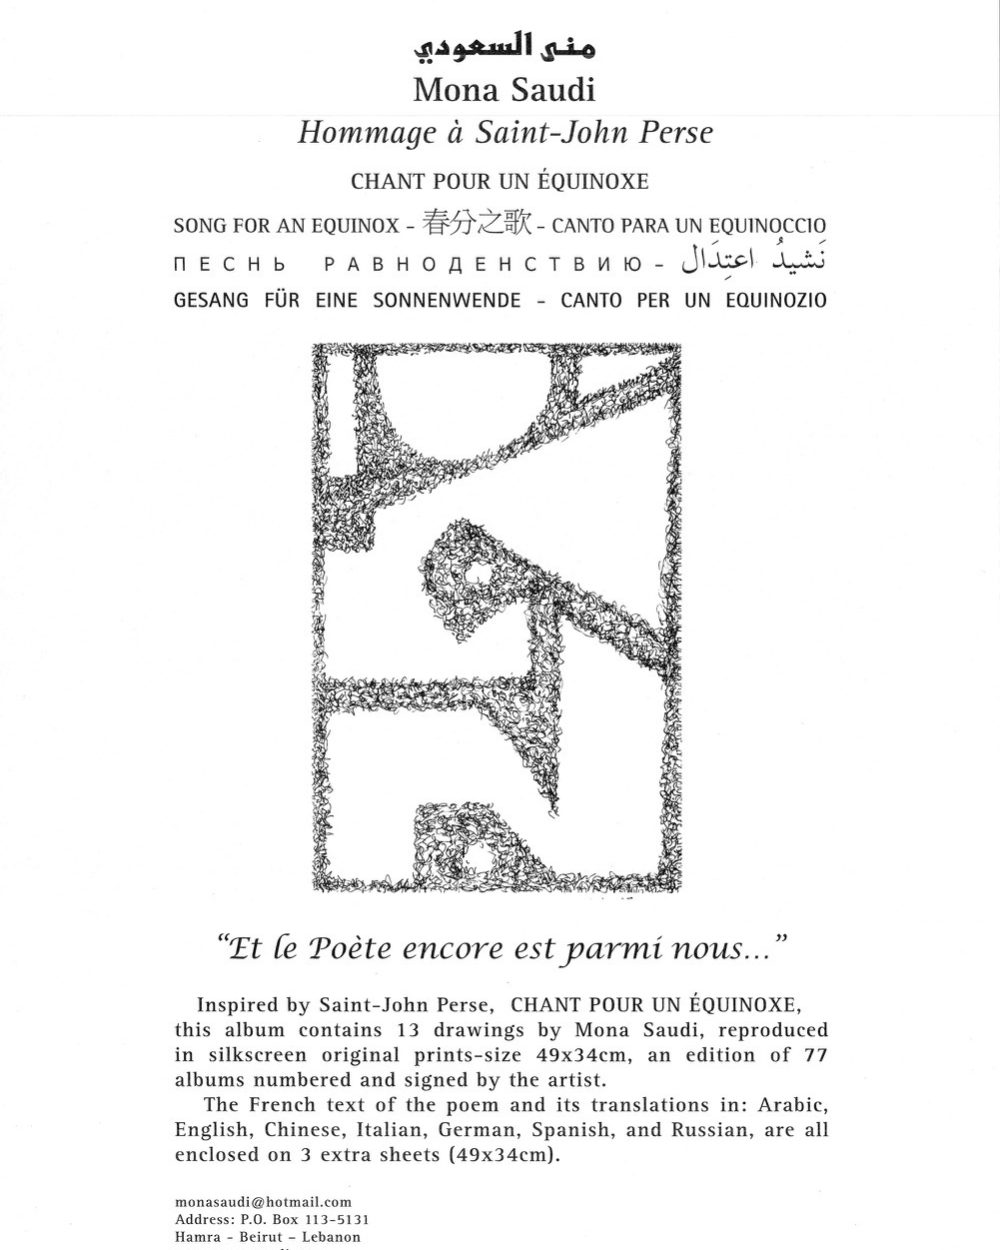 منى السعودي
Mona Saudi
Hommage à Saint-John Perse
CHANT POUR UN ÉQUINOXE
SONG FOR AN EQUINOX - 春分之歌 - CANTO PARA UN EQUINOCCIO
ПЕСНЬ РАВНОДЕНСТВИЮ - نَشيدُ اعتِدَال
GESANG FÜR EINE SONNENWENDE - CANTO PER UN EQUINOZIO
“Et le Poète encore est parmi nous...”
Inspired by Saint-John Perse, CHANT POUR UN ÉQUINOXE,
this album contains 13 drawings by Mona Saudi, reproduced
in silkscreen original prints-size 49x34cm, an edition of 77
albums numbered and signed by the artist.
The French text of the poem and its translations in: Arabic,
English, Chinese, Italian, German, Spanish, and Russian, are all
enclosed on 3 extra sheets (49x34cm).
monasaudi@hotmail.com
Address: P.O. Box 113-5131
Hamra - Beirut - Lebanon